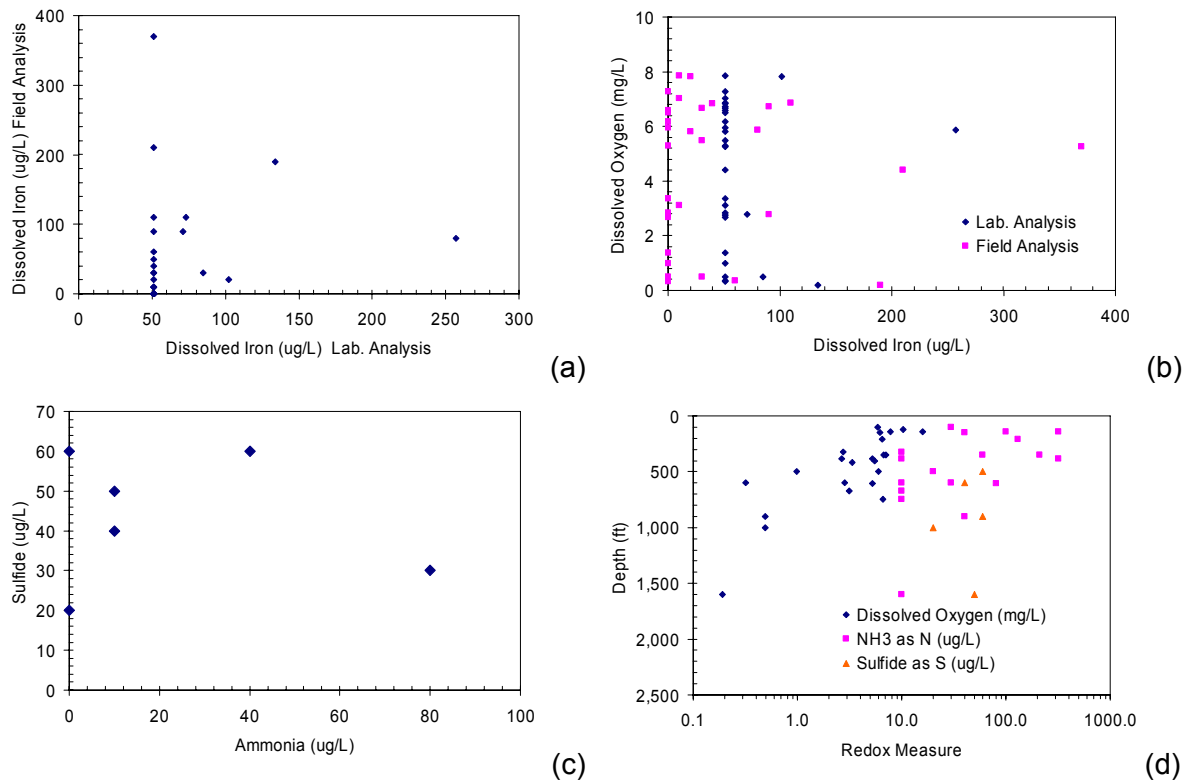 400
350
300
250
200
150
100
50
0
0 50 100 150 200 250 300
Dissolved Iron (ug/L) Field Analysis
Dissolved Iron (ug/L) Lab. Analysis
(a)
10
8
6
4
2
0
0 100 200 300 400
Dissolved Oxygen (mg/L)
Lab. Analysis
Field Analysis
Dissolved Iron (ug/L)
(b)
70
60
50
40
30
20
10
0
0 20 40 60 80 100
Sulfide (ug/L)
Ammonia (ug/L)
(c)
0
500
1,000
1,500
2,000
2,500
0.1 1.0 10.0 100.0 1000.0
Depth (ft)
Dissolved Oxygen (mg/L)
NH3 as N (ug/L)
Sulfide as S (ug/L)
Redox Measure
(d)